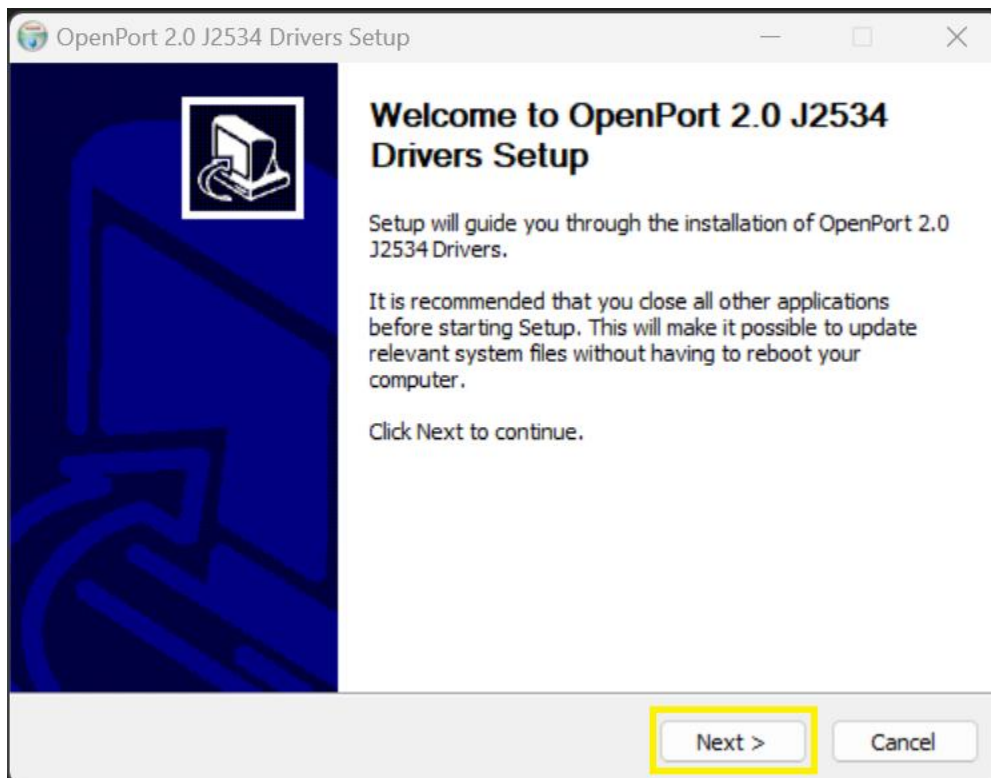 OpenPort 2.0 J2534 Drivers Setup
Welcome to OpenPort 2.0 J2534
Drivers Setup
Setup will guide you through the installation of OpenPort 2.0
J2534 Drivers.
It is recommended that you close all other applications
before starting Setup. This will make it possible to update
relevant system files without having to reboot your
computer.
Click Next to continue.
Next >
Cancel